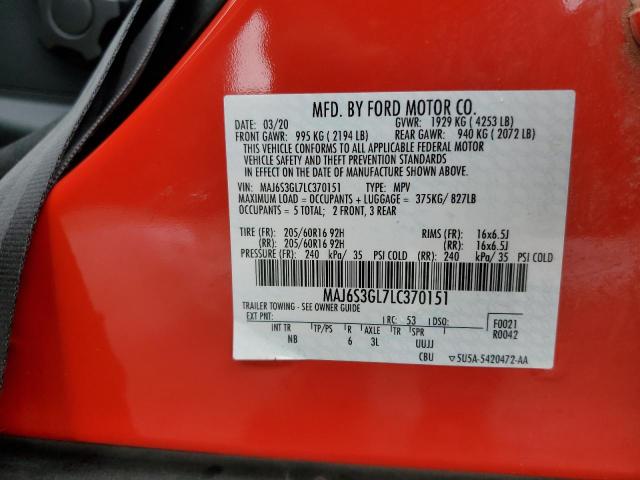 MFD. BY FORD MOTOR CO.
DATE: 03/20 GVWR: 1929 KG ( 4253 LB)
FRONT GAWR: 995 KG ( 2194 LB) REAR GAWR: 940 KG ( 2072 LB)
THIS VEHICLE CONFORMS TO ALL APPLICABLE FEDERAL MOTOR
VEHICLE SAFETY AND THEFT PREVENTION STANDARDS
IN EFFECT ON THE DATE OF MANUFACTURE SHOWN ABOVE.
VIN: MAJ6S3GL7LC370151 TYPE: MPV
MAXIMUM LOAD = OCCUPANTS + LUGGAGE = 375KG/ 827LB
OCCUPANTS = 5 TOTAL; 2 FRONT, 3 REAR
TIRE (FR): 205/60R16 92H RIMS (FR): 16x6.5J
(RR): 205/60R16 92H (RR): 16x6.5J
PRESSURE (FR): 240 kPa/ 35 PSI COLD (RR): 240 kPa/ 35 PSI COLD
MAJ6S3GL7LC370151
TRAILER TOWING - SEE OWNER GUIDE
EXT PNT: RC: 53 DSO: F0021
INT TR TP/PS R AXLE TR SPR R0042
NB 6 3L UUJJ
CBU ▽5U5A-5420472-AA